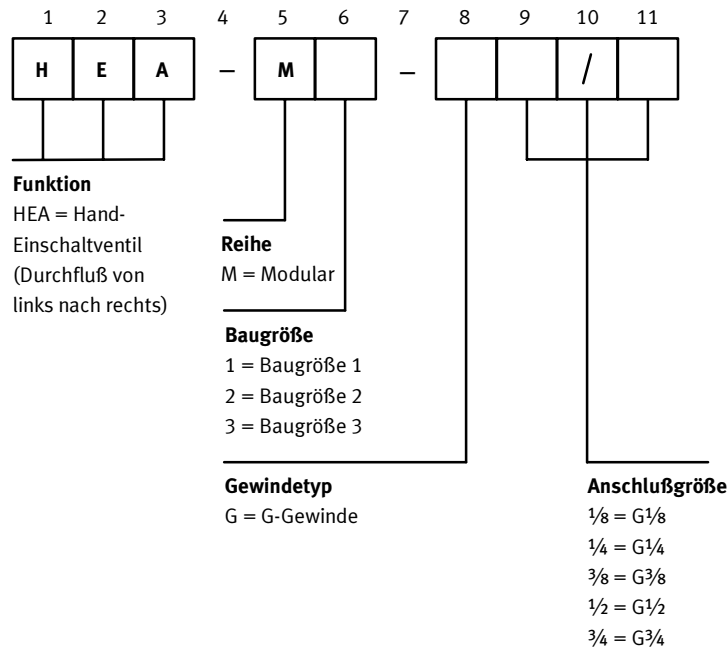 1 2 3 4 5 6 7 8 9 10 11
H E A – M – /
Funktion
HEA = Hand-
Einschaltventil
(Durchfluß von
links nach rechts)
Reihe
M = Modular
Baugröße
1 = Baugröße 1
2 = Baugröße 2
3 = Baugröße 3
Gewindetyp
G = G-Gewinde
Anschlußgröße
⅛ = G⅛
¼ = G¼
⅜ = G⅜
½ = G½
¾ = G¾